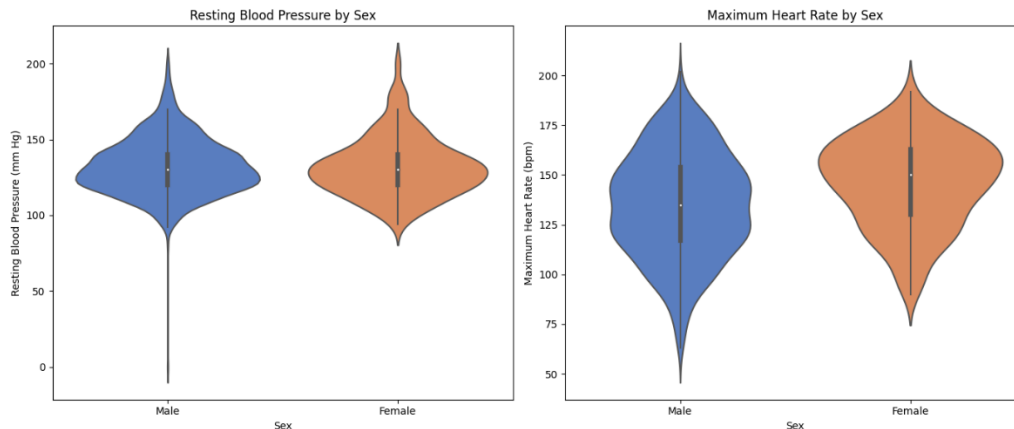 Resting Blood Pressure by Sex
Resting Blood Pressure (mm Hg)
200
150
100
50
0
Male
Female
Sex
Maximum Heart Rate by Sex
Maximum Heart Rate (bpm)
200
175
150
125
100
75
50
Male
Female
Sex